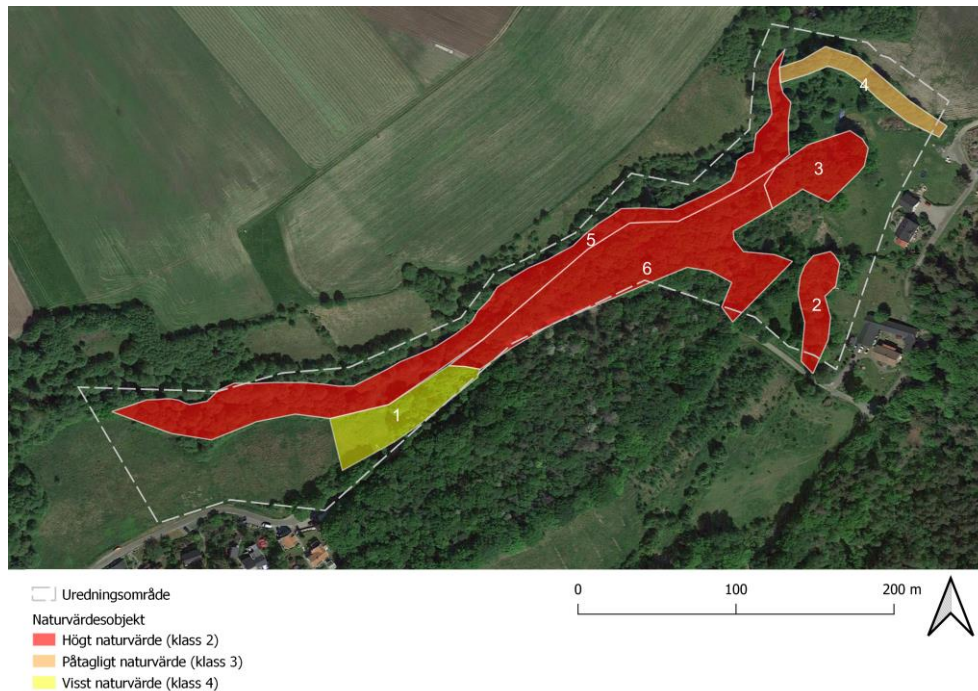 4
3
5
6
2
1
0 100 200 m
Uredningsområde
Naturvärdesobjekt
Högt naturvärde (klass 2)
Påtagligt naturvärde (klass 3)
Visst naturvärde (klass 4)